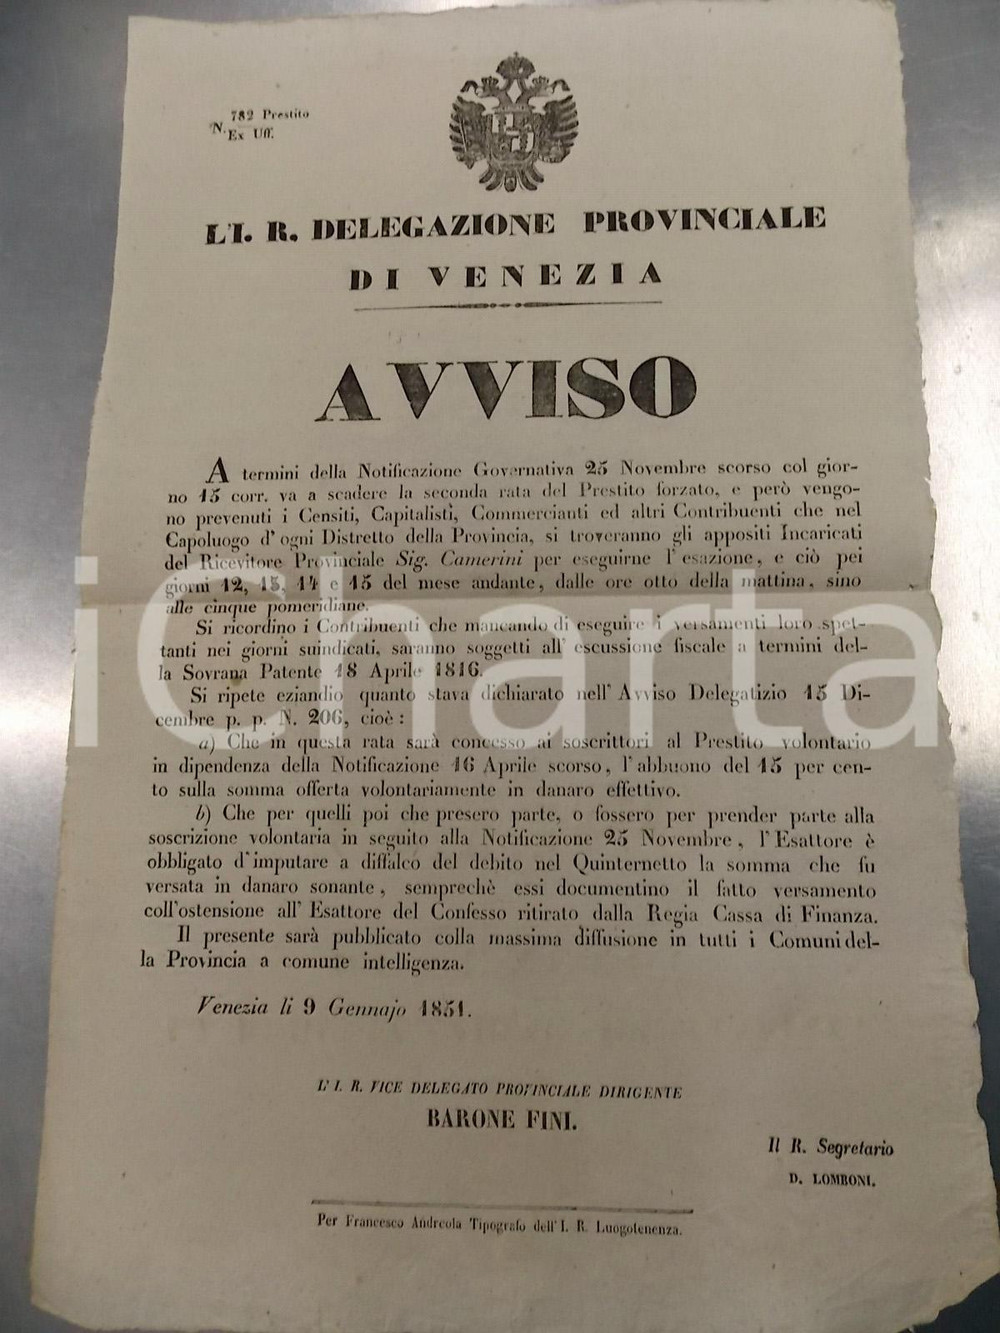 N. 782 Prestito
Ex Uff.
L'I. R. DELEGAZIONE PROVINCIALE
DI VENEZIA
AVVISO
A termini della Notificazione Governativa 25 Novembre scorso col gior-
no 15 corr. va a scadere la seconda rata del Prestito forzato, e però vengo-
no prevenuti i Censiti, Capitalisti, Commercianti ed altri Contribuenti che nel
Capoluogo d'ogni Distretto della Provincia, si troveranno gli appositi Incaricati
del Ricevitore Provinciale Sig. Camerini per eseguirne l'esazione, e ciò pei
giorni 12, 13, 14 e 15 del mese andante, dalle ore otto della mattina, sino
alle cinque pomeridiane.
Si ricordino i Contribuenti che mancando di eseguire i versamenti loro spet-
tanti nei giorni suindicati, saranno soggetti all'escussione fiscale a termini del-
la Sovrana Patente 18 Aprile 1816.
Si ripete eziandio quanto stava dichiarato nell'Avviso Delegatizio 15 Di-
cembre p. p. N. 206, cioè :
a) Che in questa rata sarà concesso ai soscrittori al Prestito volontario
in dipendenza della Notificazione 16 Aprile scorso, l'abbuono del 15 per cen-
to sulla somma offerta volontariamente in danaro effettivo.
b) Che per quelli poi che presero parte, o fossero per prender parte alla
soscrizione volontaria in seguito alla Notificazione 25 Novembre, l'Esattore è
obbligato d'imputare a diffalco del debito nel Quinternetto la somma che fu
versata in danaro sonante, sempreché essi documentino il fatto versamento
coll'ostensione all'Esattore del Confesso ritirato dalla Regia Cassa di Finanza.
Il presente sarà pubblicato colla massima diffusione in tutti i Comuni del-
la Provincia a comune intelligenza.
Venezia li 9 Gennajo 1851.
L'I. R. VICE DELEGATO PROVINCIALE DIRIGENTE
BARONE FINI.
Il R. Segretario
D. LOMBONI.
Per Francesco Andreola Tipografo dell'I. R. Luogotenenza.
iCharta